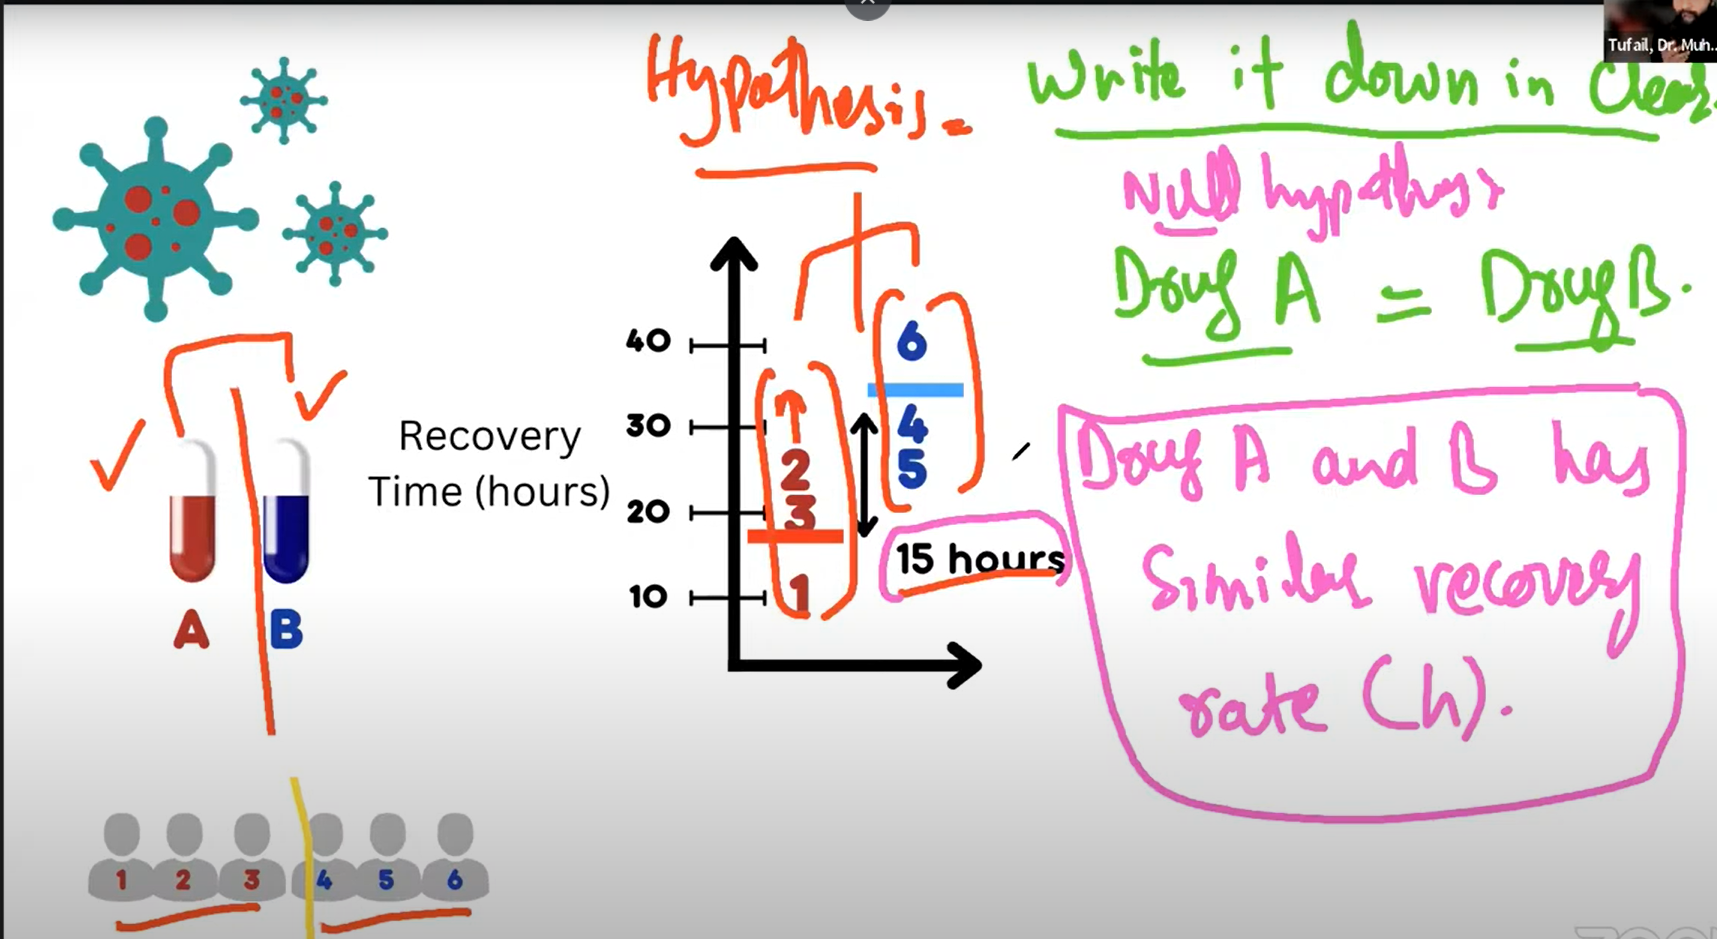 Tufail, Dr. Muh...
Hypothesis
Write it down in Clear
Null hypothesis
Drug A = Drug B.
40
30
20
10
Recovery
Time (hours)
2
3
1
6
4
5
15 hours
Drug A and B has
Similar recovery
rate (h).
A
B
1 2 3 4 5 6